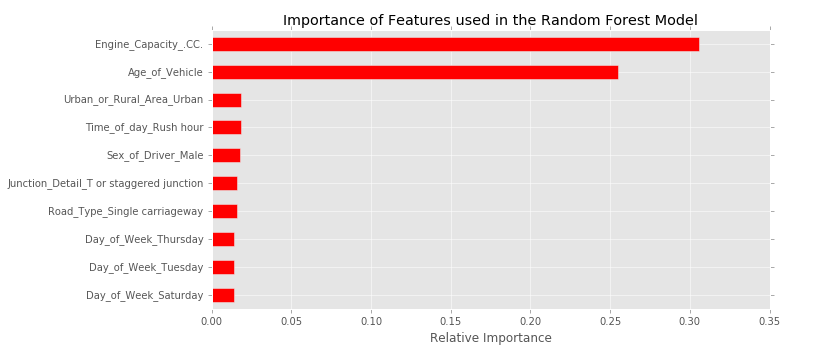 Importance of Features used in the Random Forest Model
Engine_Capacity_.CC.
Age_of_Vehicle
Urban_or_Rural_Area_Urban
Time_of_day_Rush hour
Sex_of_Driver_Male
Junction_Detail_T or staggered junction
Road_Type_Single carriageway
Day_of_Week_Thursday
Day_of_Week_Tuesday
Day_of_Week_Saturday
0.00 0.05 0.10 0.15 0.20 0.25 0.30 0.35
Relative Importance